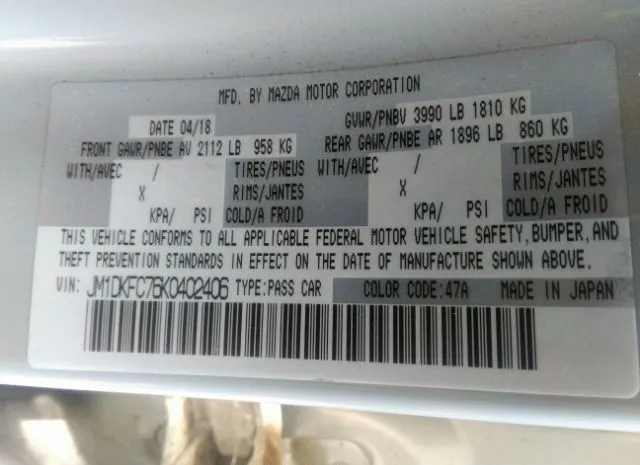 MFD. BY MAZDA MOTOR CORPORATION
DATE 04/18 GVWR/PNBV 3990 LB 1810 KG
FRONT GAWR/PNBE AV 2112 LB 958 KG REAR GAWR/PNBE AR 1896 LB 860 KG
WITH/AVEC / TIRES/PNEUS WITH/AVEC / TIRES/PNEUS
X RIMS/JANTES X RIMS/JANTES
KPA/ PSI COLD/A FROID KPA/ PSI COLD/A FROID
THIS VEHICLE CONFORMS TO ALL APPLICABLE FEDERAL MOTOR VEHICLE SAFETY, BUMPER, AND
THEFT PREVENTION STANDARDS IN EFFECT ON THE DATE OF MANUFACTURE SHOWN ABOVE.
VIN: JM1DKFC76K0402406 TYPE:PASS CAR COLOR CODE:47A MADE IN JAPAN